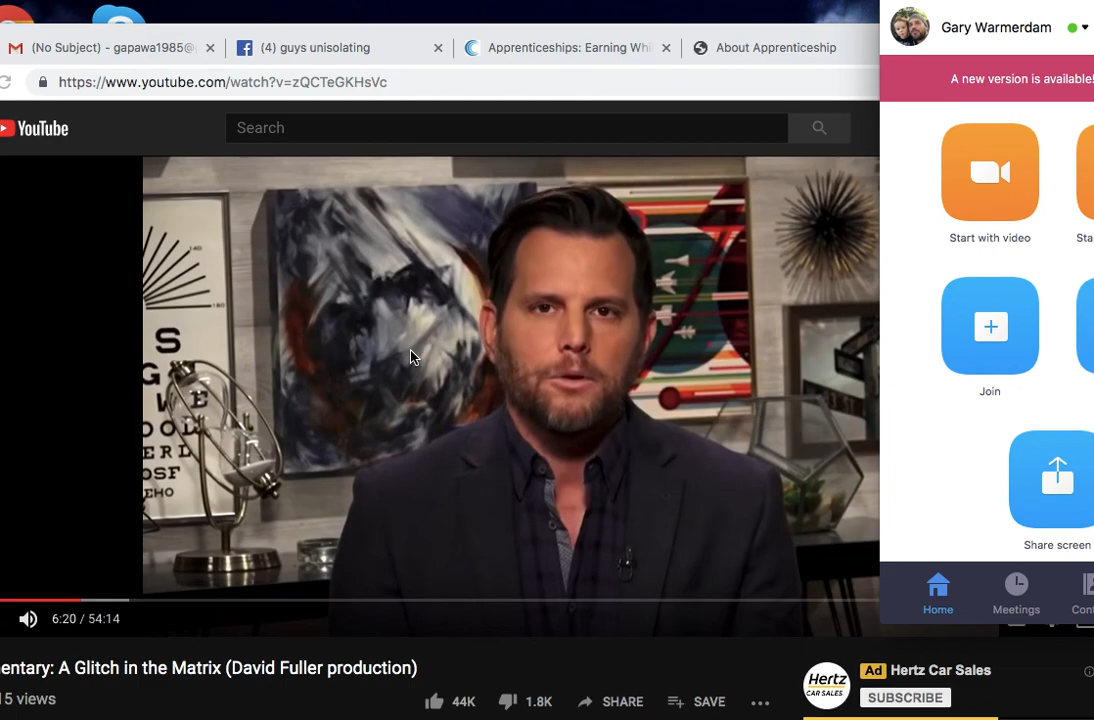 (No Subject) - gapawa1985@
(4) guys unisolating
Apprenticeships: Earning Whi
About Apprenticeship
Gary Warmerdam
https://www.youtube.com/watch?v=zQCTeGKHsVc
A new version is available!
YouTube
Search
Start with video
Sta
Join
Share screen
Home
Meetings
Cont
6:20 / 54:14
entary: A Glitch in the Matrix (David Fuller production)
15 views
44K
1.8K
SHARE
SAVE
Hertz
CAR SALES
Ad Hertz Car Sales
SUBSCRIBE